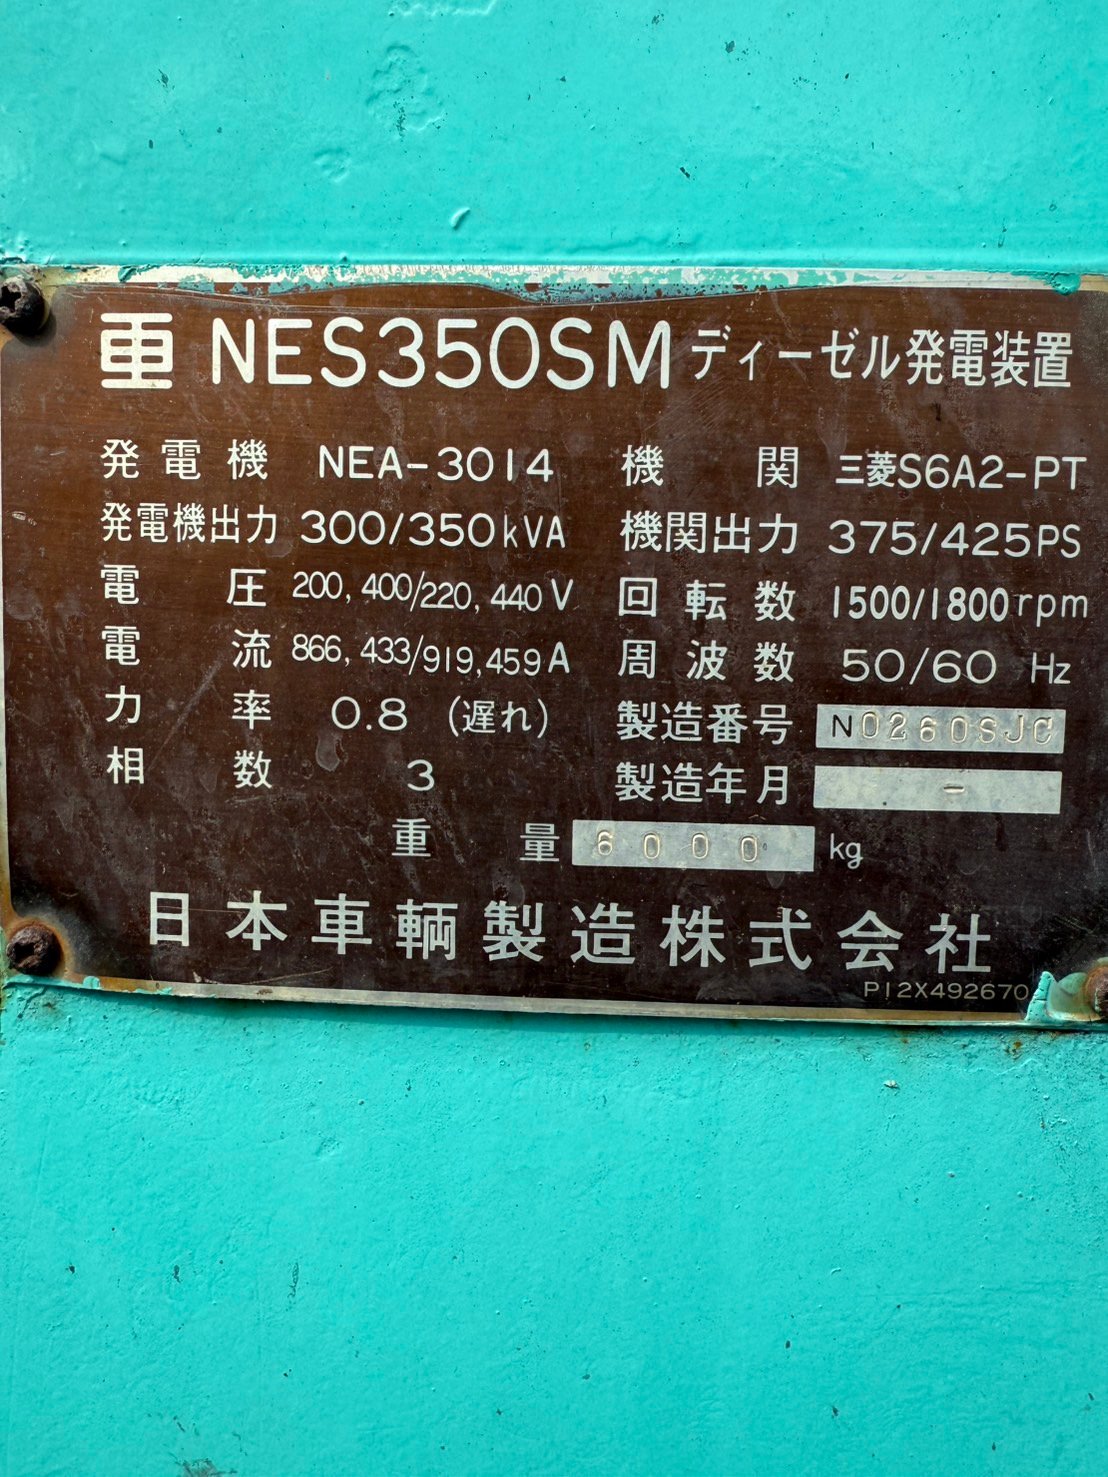 NES350SM ディーゼル発電装置
発電機 NEA-3014 機関 三菱S6A2-PT
発電機出力 300/350kVA 機関出力 375/425PS
電圧 200, 400/220, 440V 回転数 1500/1800rpm
電流 866, 433/919, 459A 周波数 50/60 Hz
力率 0.8 (遅れ) 製造番号 N0260SJC
相数 3 製造年月 -
重量 6000 kg
日本車輌製造株式会社
P12X492670